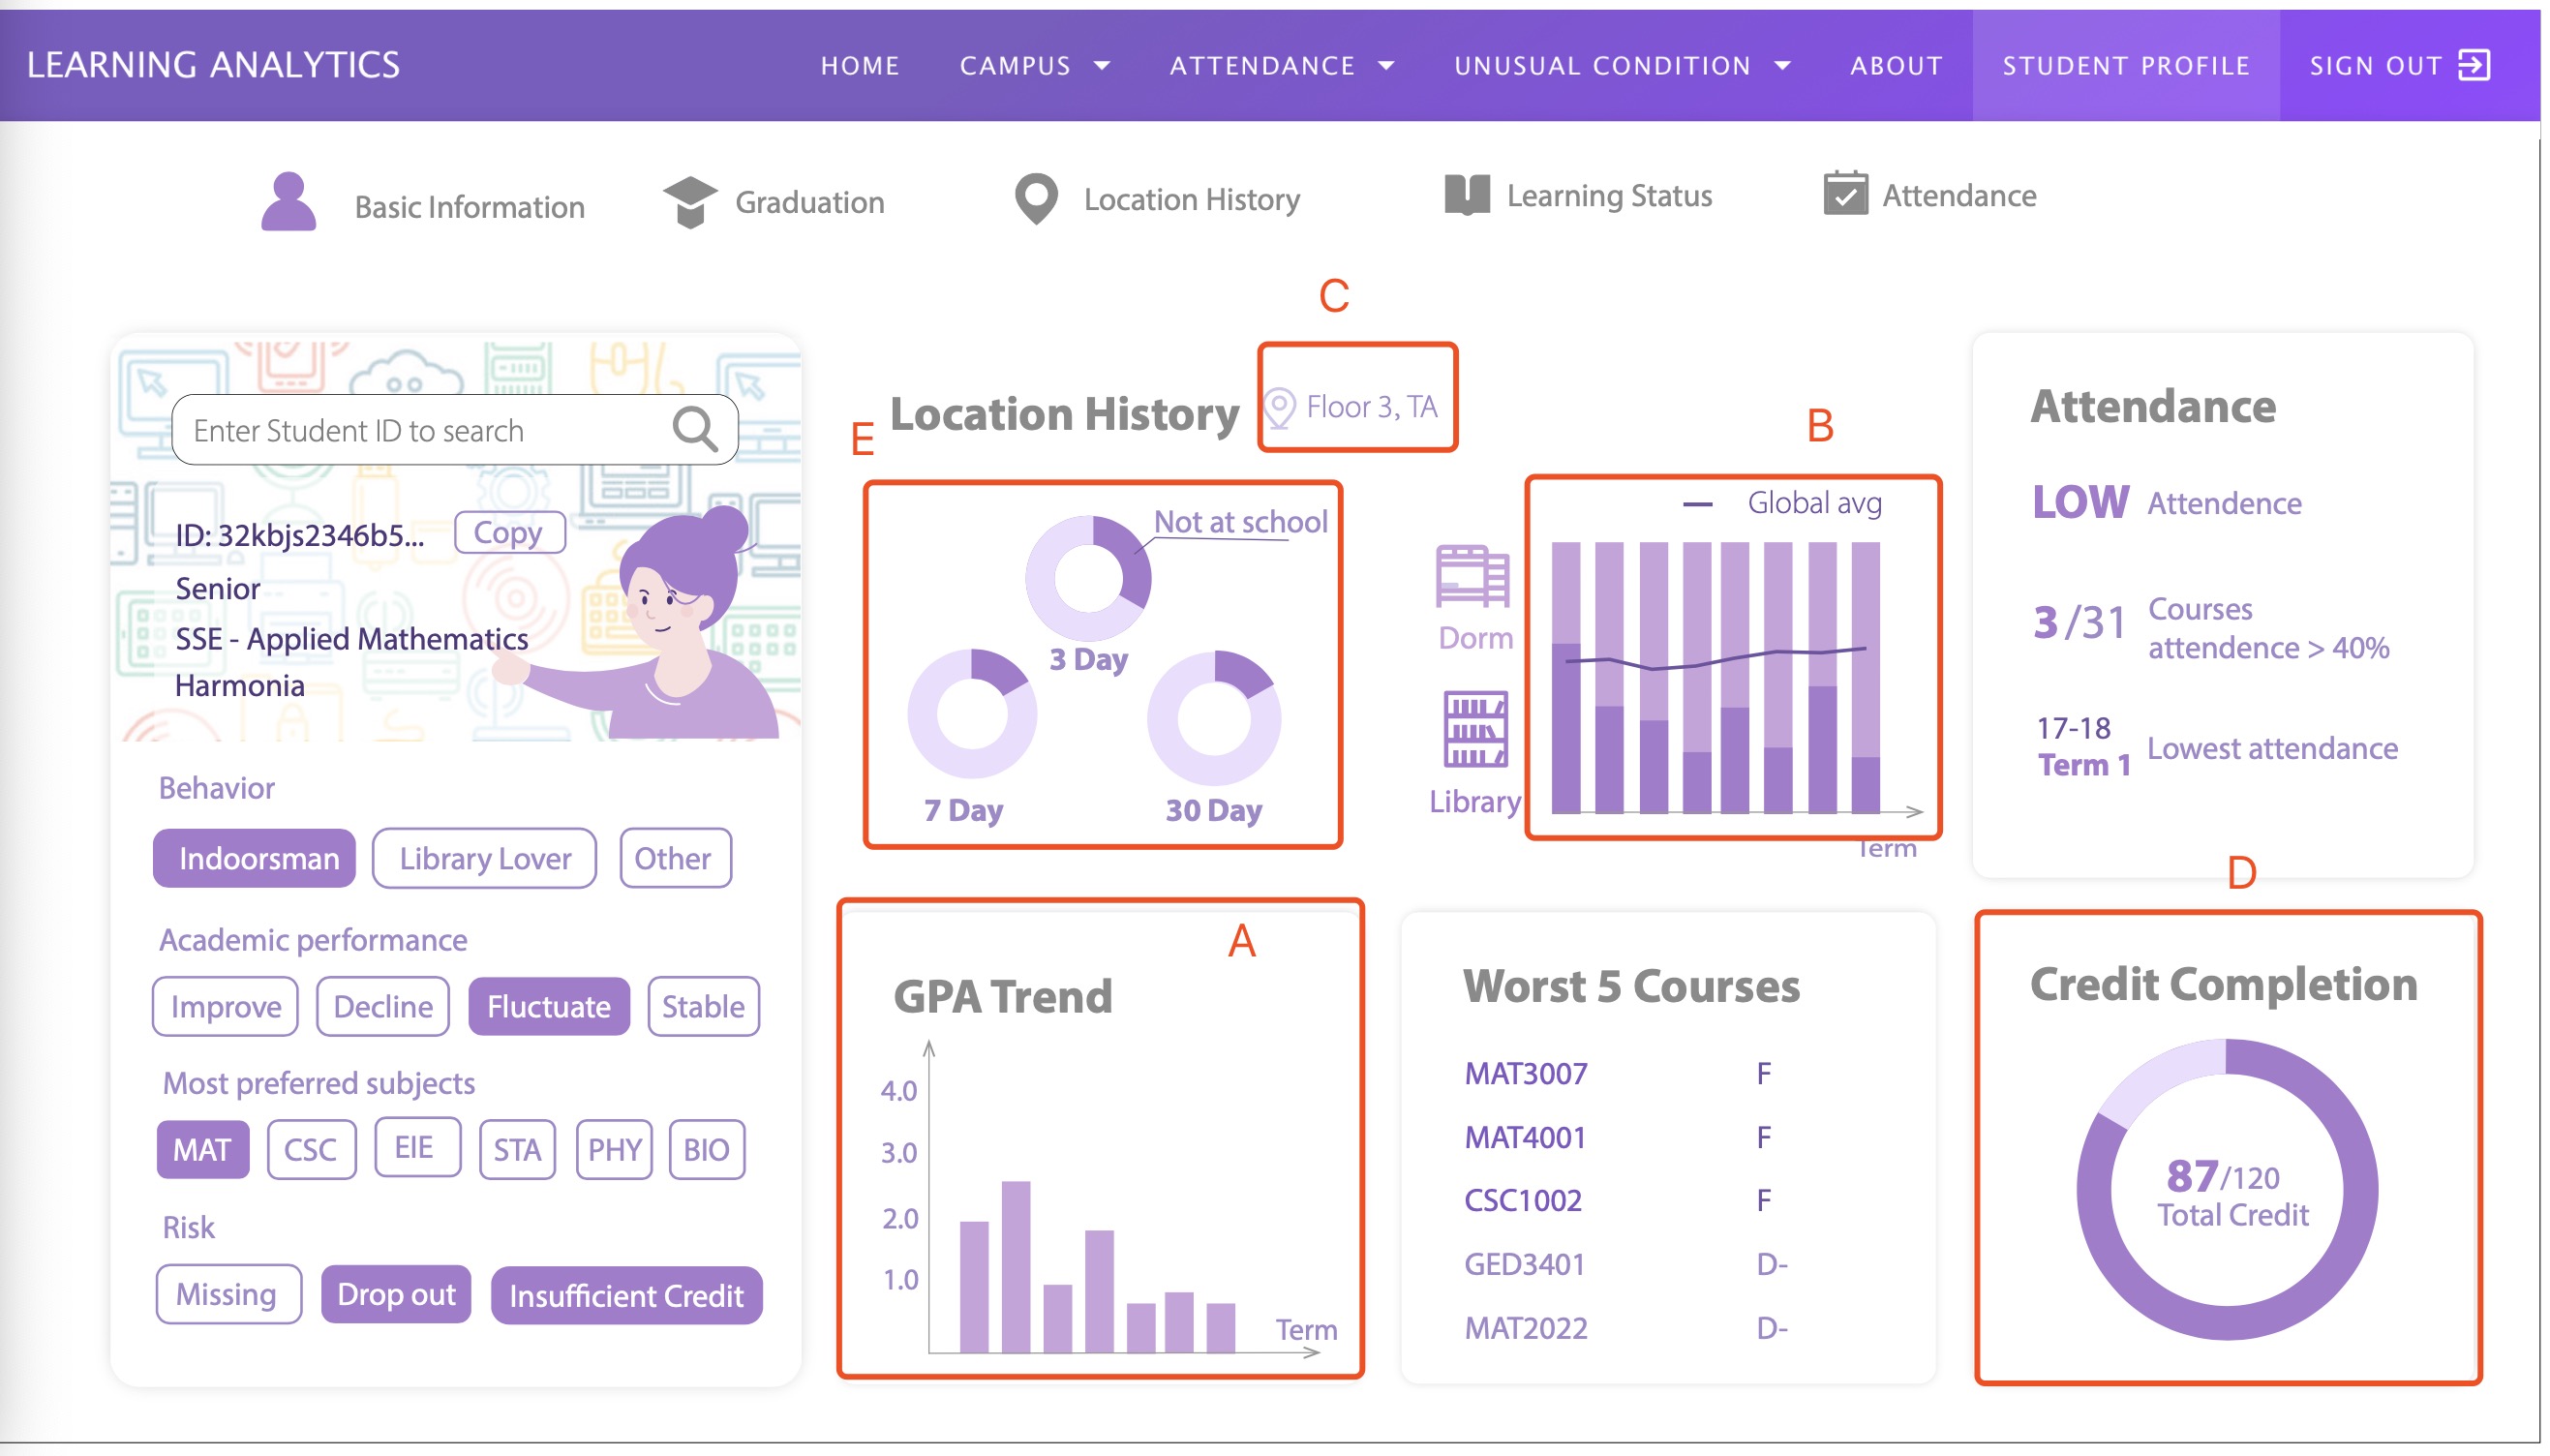 LEARNING ANALYTICS
HOME
CAMPUS
ATTENDANCE
UNUSUAL CONDITION
ABOUT
STUDENT PROFILE
SIGN OUT
Basic Information
Graduation
Location History
Learning Status
Attendance
Enter Student ID to search
ID: 32kbjs2346b5...
Copy
Senior
SSE - Applied Mathematics
Harmonia
Behavior
Indoorsman
Library Lover
Other
Academic performance
Improve
Decline
Fluctuate
Stable
Most preferred subjects
MAT
CSC
EIE
STA
PHY
BIO
Risk
Missing
Drop out
Insufficient Credit
C
Location History
Floor 3, TA
E
Not at school
3 Day
7 Day
30 Day
B
Global avg
Dorm
Library
Term
Attendance
LOW Attendence
3/31
Courses
attendence > 40%
17-18
Term 1
Lowest attendance
A
GPA Trend
4.0
3.0
2.0
1.0
Term
Worst 5 Courses
MAT3007 F
MAT4001 F
CSC1002 F
GED3401 D-
MAT2022 D-
D
Credit Completion
87/120
Total Credit